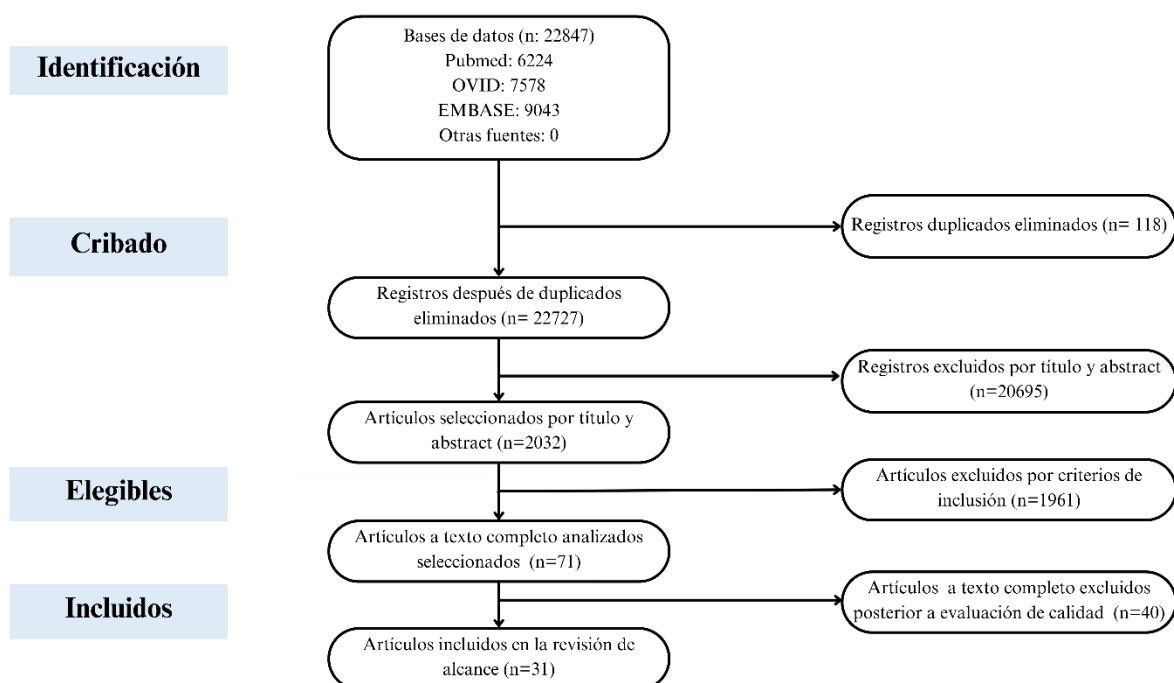 Identificación
Bases de datos (n: 22847)
Pubmed: 6224
OVID: 7578
EMBASE: 9043
Otras fuentes: 0
Cribado
Registros duplicados eliminados (n= 118)
Registros después de duplicados
eliminados (n= 22727)
Registros excluidos por título y abstract
(n=20695)
Artículos seleccionados por título y
abstract (n=2032)
Elegibles
Artículos excluidos por criterios de
inclusión (n=1961)
Artículos a texto completo analizados
seleccionados (n=71)
Incluidos
Artículos a texto completo excluidos
posterior a evaluación de calidad (n=40)
Artículos incluidos en la revisión de
alcance (n=31)